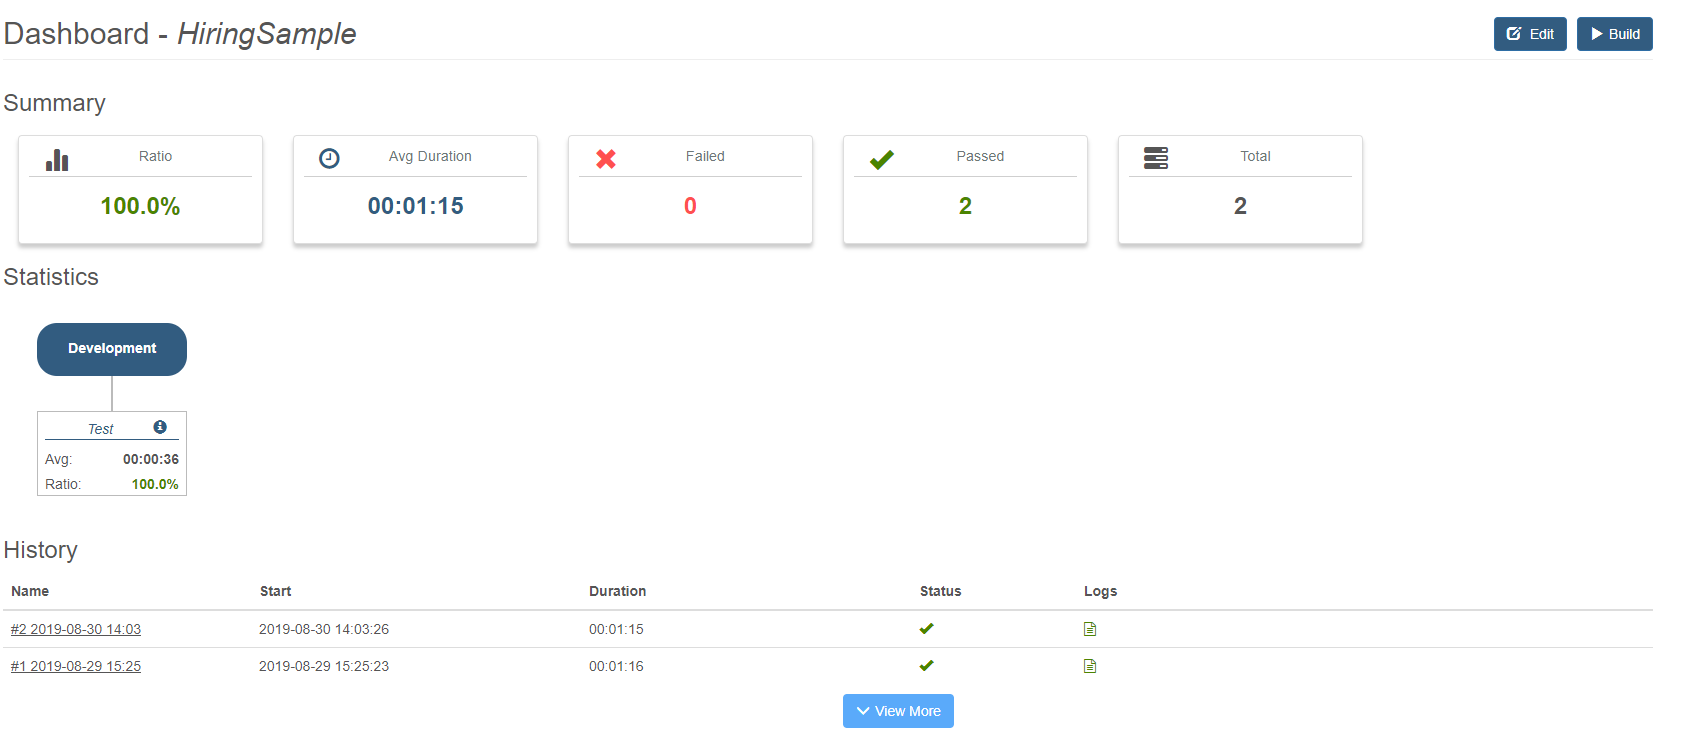 Dashboard - HiringSample
Edit
Build
Summary
Ratio
100.0%
Avg Duration
00:01:15
Failed
0
Passed
2
Total
2
Statistics
Development
Test
Avg: 00:00:36
Ratio: 100.0%
History
Name Start Duration Status Logs
#2 2019-08-30 14:03 2019-08-30 14:03:26 00:01:15
#1 2019-08-29 15:25 2019-08-29 15:25:23 00:01:16
View More